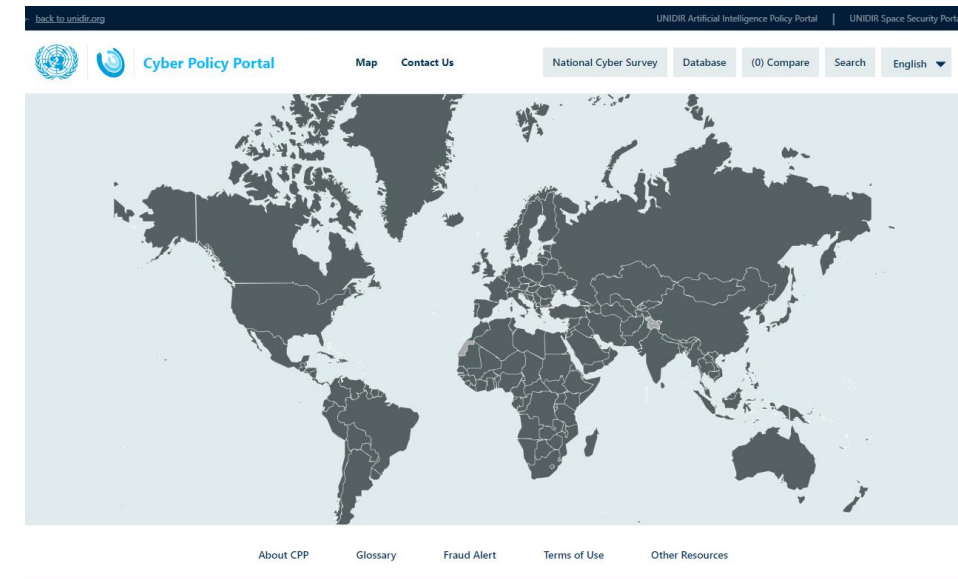 back to unidir.org
UNIDIR Artificial Intelligence Policy Portal | UNIDIR Space Security Porta
Cyber Policy Portal
Map Contact Us
National Cyber Survey Database (0) Compare Search English
About CPP Glossary Fraud Alert Terms of Use Other Resources